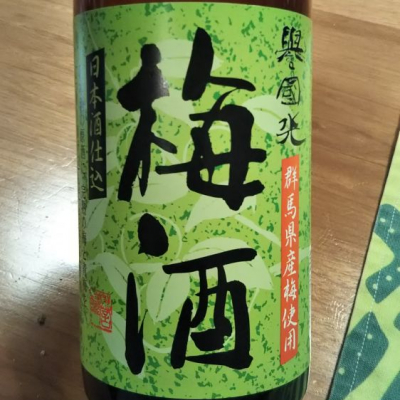 譽國光
群馬県産梅使用
梅酒
日本酒仕込